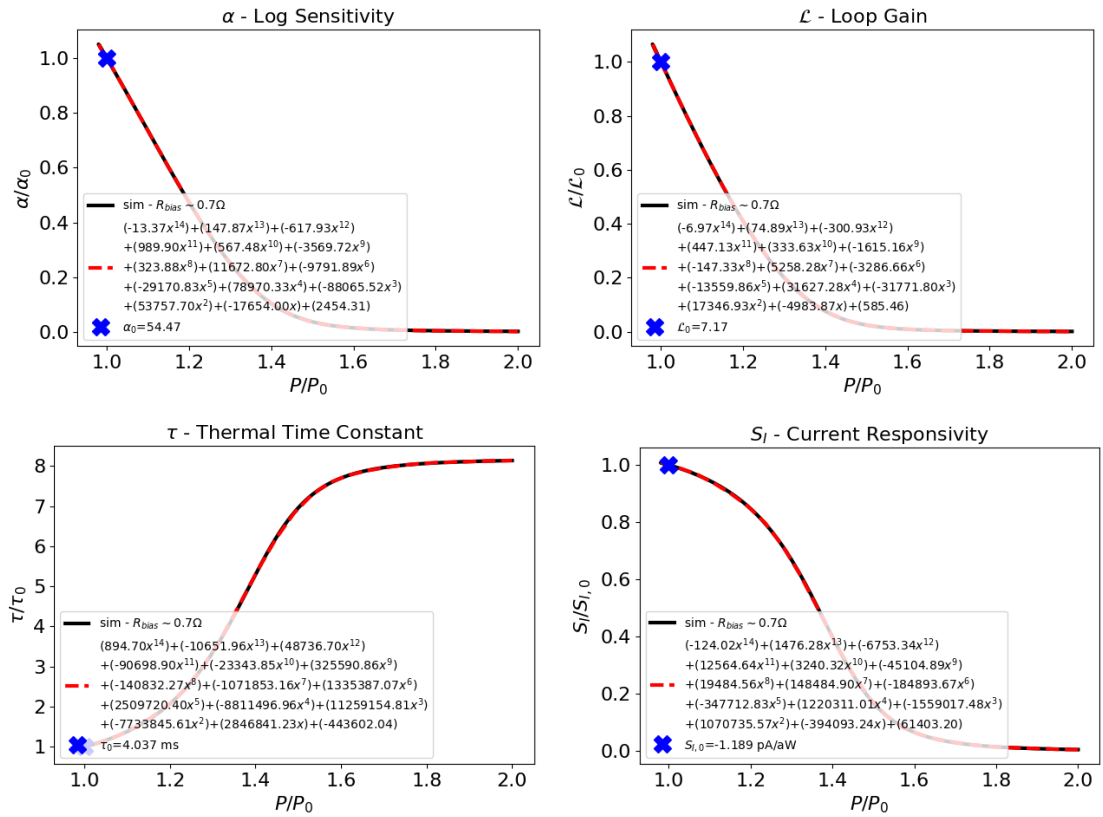 α - Log Sensitivity
α/α₀
1.0
0.8
0.6
0.4
0.2
0.0
sim - R_bias ~ 0.7Ω
(-13.37x¹⁴)+(147.87x¹³)+(-617.93x¹²)
+(989.90x¹¹)+(567.48x¹⁰)+(-3569.72x⁹)
+(323.88x⁸)+(11672.80x⁷)+(-9791.89x⁶)
+(-29170.83x⁵)+(78970.33x⁴)+(-88065.52x³)
+(53757.70x²)+(-17654.00x)+(2454.31)
α₀=54.47
1.0 1.2 1.4 1.6 1.8 2.0
P/P₀
ℒ - Loop Gain
ℒ/ℒ₀
1.0
0.8
0.6
0.4
0.2
0.0
sim - R_bias ~ 0.7Ω
(-6.97x¹⁴)+(74.89x¹³)+(-300.93x¹²)
+(447.13x¹¹)+(333.63x¹⁰)+(-1615.16x⁹)
+(-147.33x⁸)+(5258.28x⁷)+(-3286.66x⁶)
+(-13559.86x⁵)+(31627.28x⁴)+(-31771.80x³)
+(17346.93x²)+(-4983.87x)+(585.46)
ℒ₀=7.17
1.0 1.2 1.4 1.6 1.8 2.0
P/P₀
τ - Thermal Time Constant
τ/τ₀
8
7
6
5
4
3
2
1
sim - R_bias ~ 0.7Ω
(894.70x¹⁴)+(-10651.96x¹³)+(48736.70x¹²)
+(-90698.90x¹¹)+(-23343.85x¹⁰)+(325590.86x⁹)
+(-140832.27x⁸)+(-1071853.16x⁷)+(1335387.07x⁶)
+(2509720.40x⁵)+(-8811496.96x⁴)+(11259154.81x³)
+(-7733845.61x²)+(2846841.23x)+(-443602.04)
τ₀=4.037 ms
1.0 1.2 1.4 1.6 1.8 2.0
P/P₀
S_I - Current Responsivity
S_I/S_I,0
1.0
0.8
0.6
0.4
0.2
0.0
sim - R_bias ~ 0.7Ω
(-124.02x¹⁴)+(1476.28x¹³)+(-6753.34x¹²)
+(12564.64x¹¹)+(3240.32x¹⁰)+(-45104.89x⁹)
+(19484.56x⁸)+(148484.90x⁷)+(-184893.67x⁶)
+(-347712.83x⁵)+(1220311.01x⁴)+(-1559017.48x³)
+(1070735.57x²)+(-394093.24x)+(61403.20)
S_I,0=-1.189 pA/aW
1.0 1.2 1.4 1.6 1.8 2.0
P/P₀